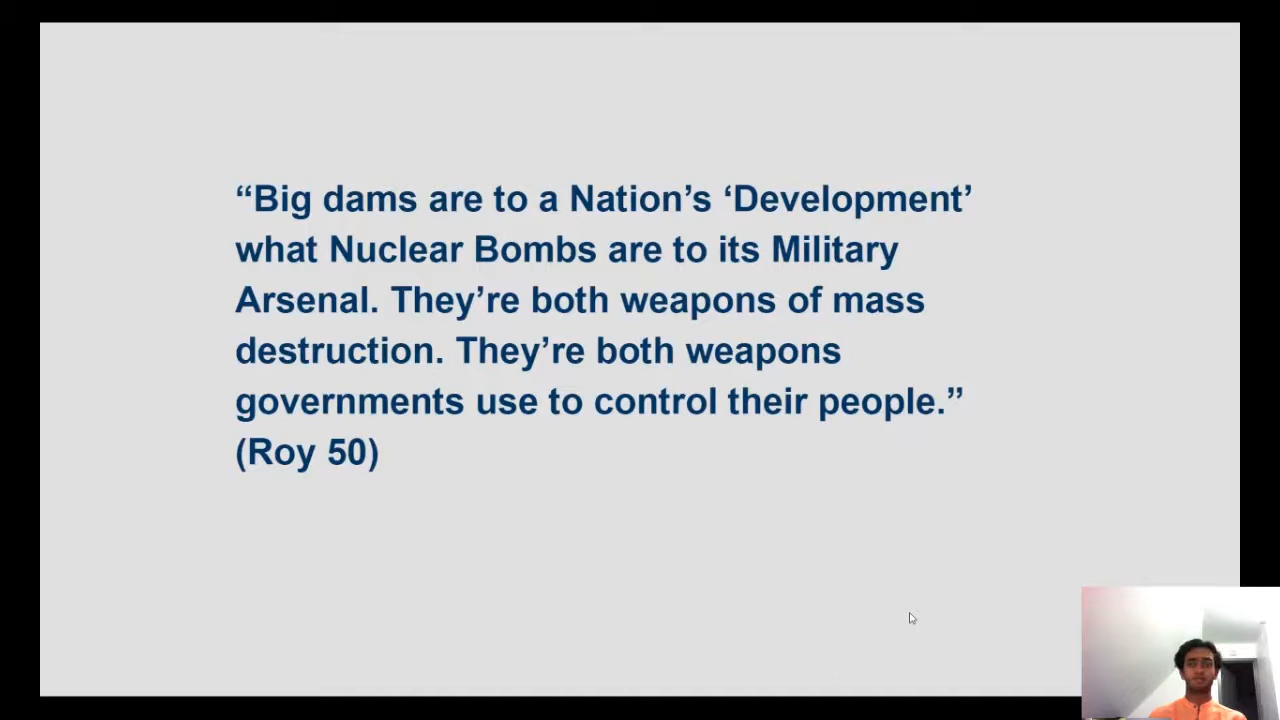 “Big dams are to a Nation’s ‘Development’
what Nuclear Bombs are to its Military
Arsenal. They’re both weapons of mass
destruction. They’re both weapons
governments use to control their people.”
(Roy 50)